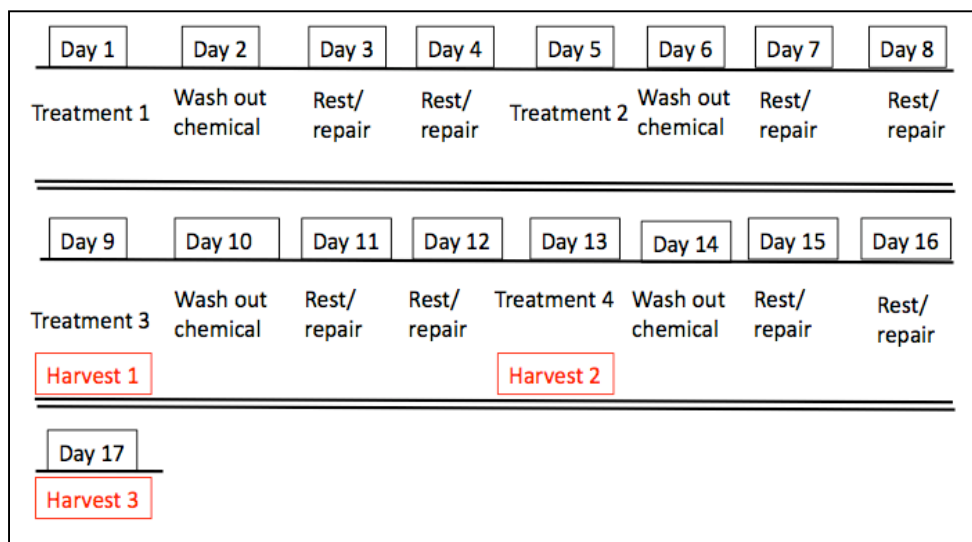 Day 1 Day 2 Day 3 Day 4 Day 5 Day 6 Day 7 Day 8
Treatment 1 Wash out chemical Rest/ repair Rest/ repair Treatment 2 Wash out chemical Rest/ repair Rest/ repair
Day 9 Day 10 Day 11 Day 12 Day 13 Day 14 Day 15 Day 16
Treatment 3 Wash out chemical Rest/ repair Rest/ repair Treatment 4 Wash out chemical Rest/ repair Rest/ repair
Harvest 1 Harvest 2
Day 17
Harvest 3